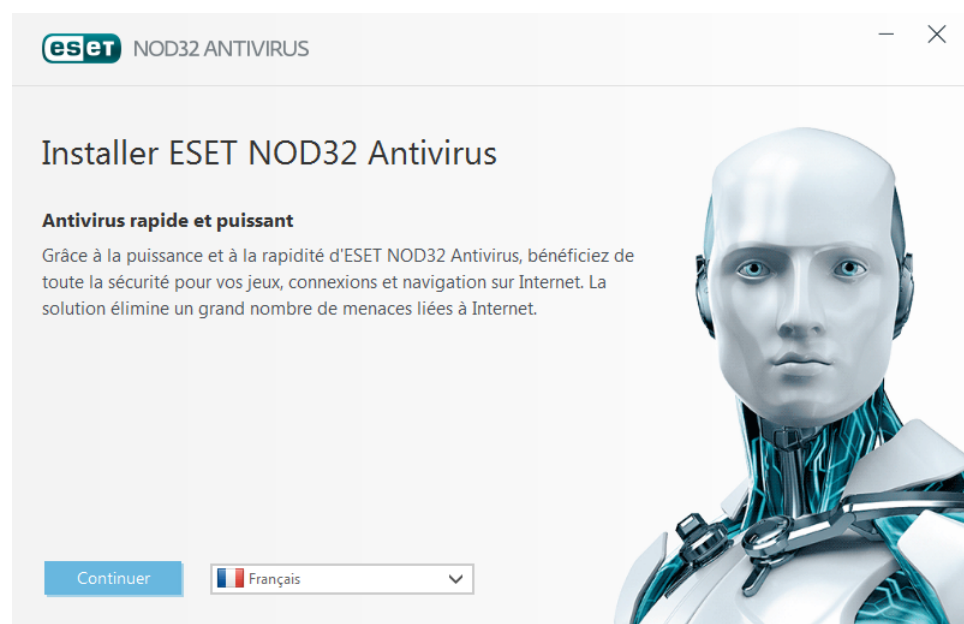 eset NOD32 ANTIVIRUS
Installer ESET NOD32 Antivirus
Antivirus rapide et puissant
Grâce à la puissance et à la rapidité d'ESET NOD32 Antivirus, bénéficiez de
toute la sécurité pour vos jeux, connexions et navigation sur Internet. La
solution élimine un grand nombre de menaces liées à Internet.
Continuer Français